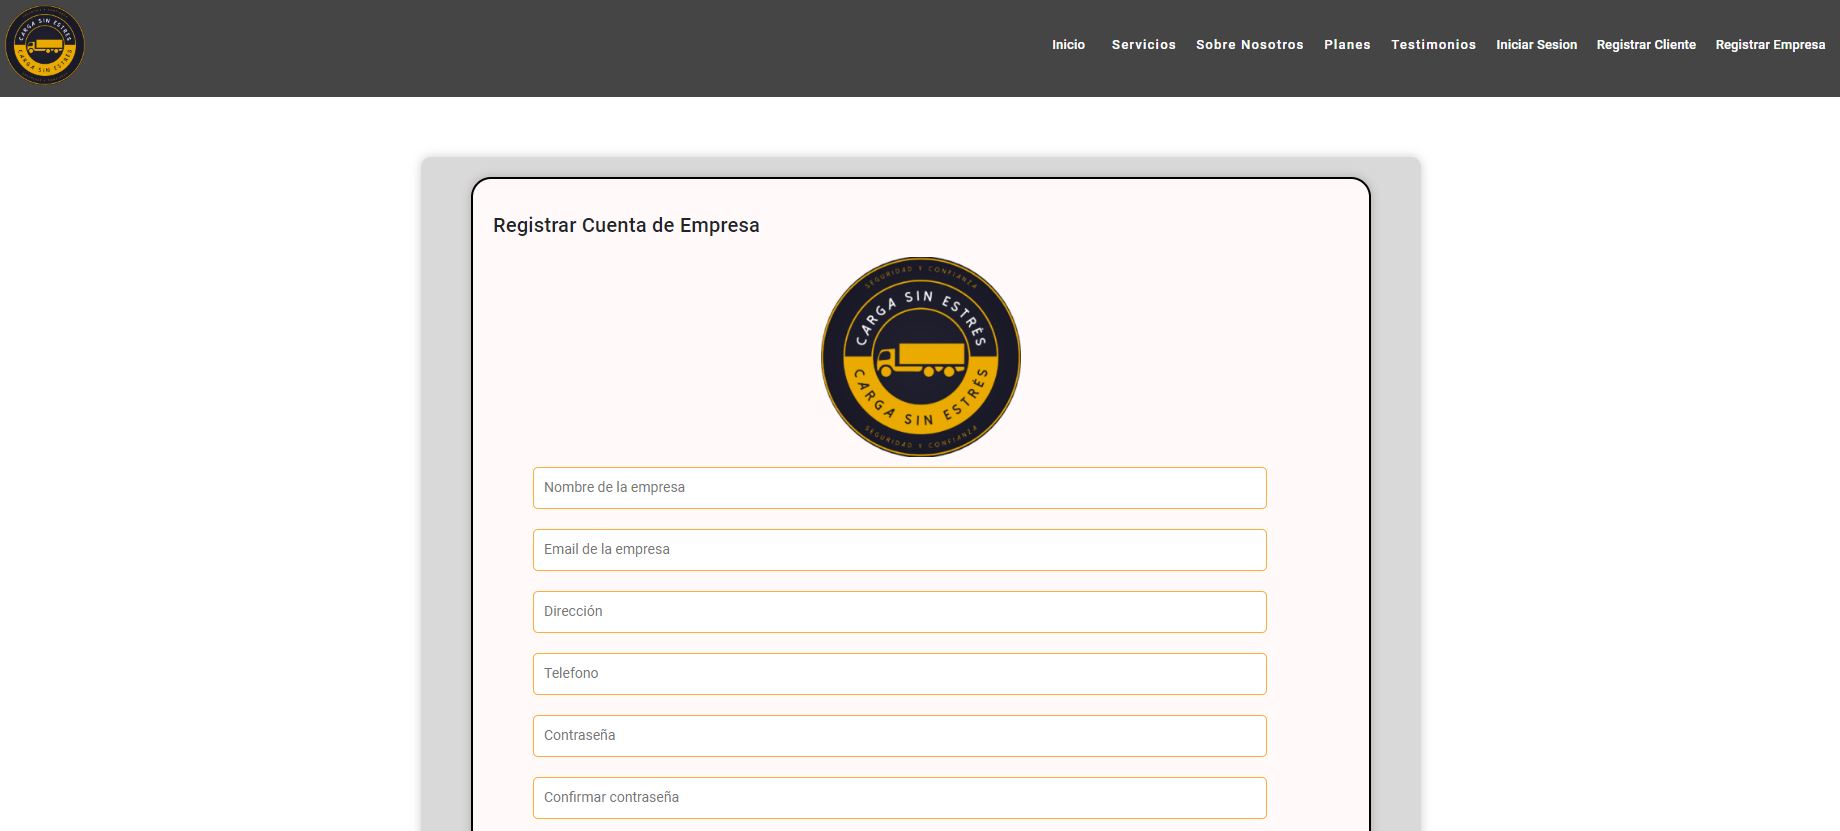 CARGA SIN ESTRÉS
CARGA SIN ESTRÉS
Inicio Servicios Sobre Nosotros Planes Testimonios Iniciar Sesion Registrar Cliente Registrar Empresa
Registrar Cuenta de Empresa
SEGURIDAD Y CONFIANZA
CARGA SIN ESTRÉS
CARGA SIN ESTRÉS
SEGURIDAD Y CONFIANZA
Nombre de la empresa
Email de la empresa
Dirección
Telefono
Contraseña
Confirmar contraseña